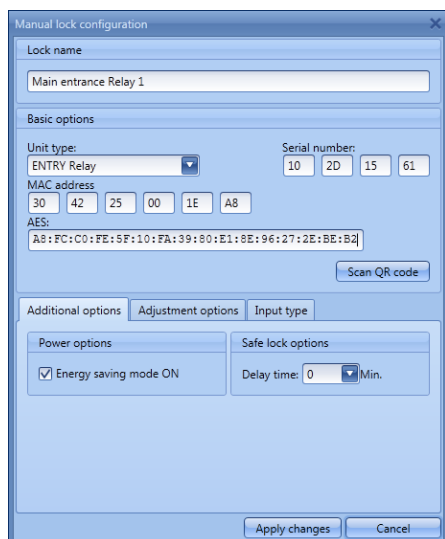 Manual lock configuration
Lock name
Main entrance Relay 1
Basic options
Unit type: Serial number:
ENTRY Relay 10 2D 15 61
MAC address
30 42 25 00 1E A8
AES:
A8:FC:C0:FE:5F:10:FA:39:80:E1:8E:96:27:2E:BE:B2
Scan QR code
Additional options Adjustment options Input type
Power options Safe lock options
Energy saving mode ON Delay time: 0 Min.
Apply changes Cancel